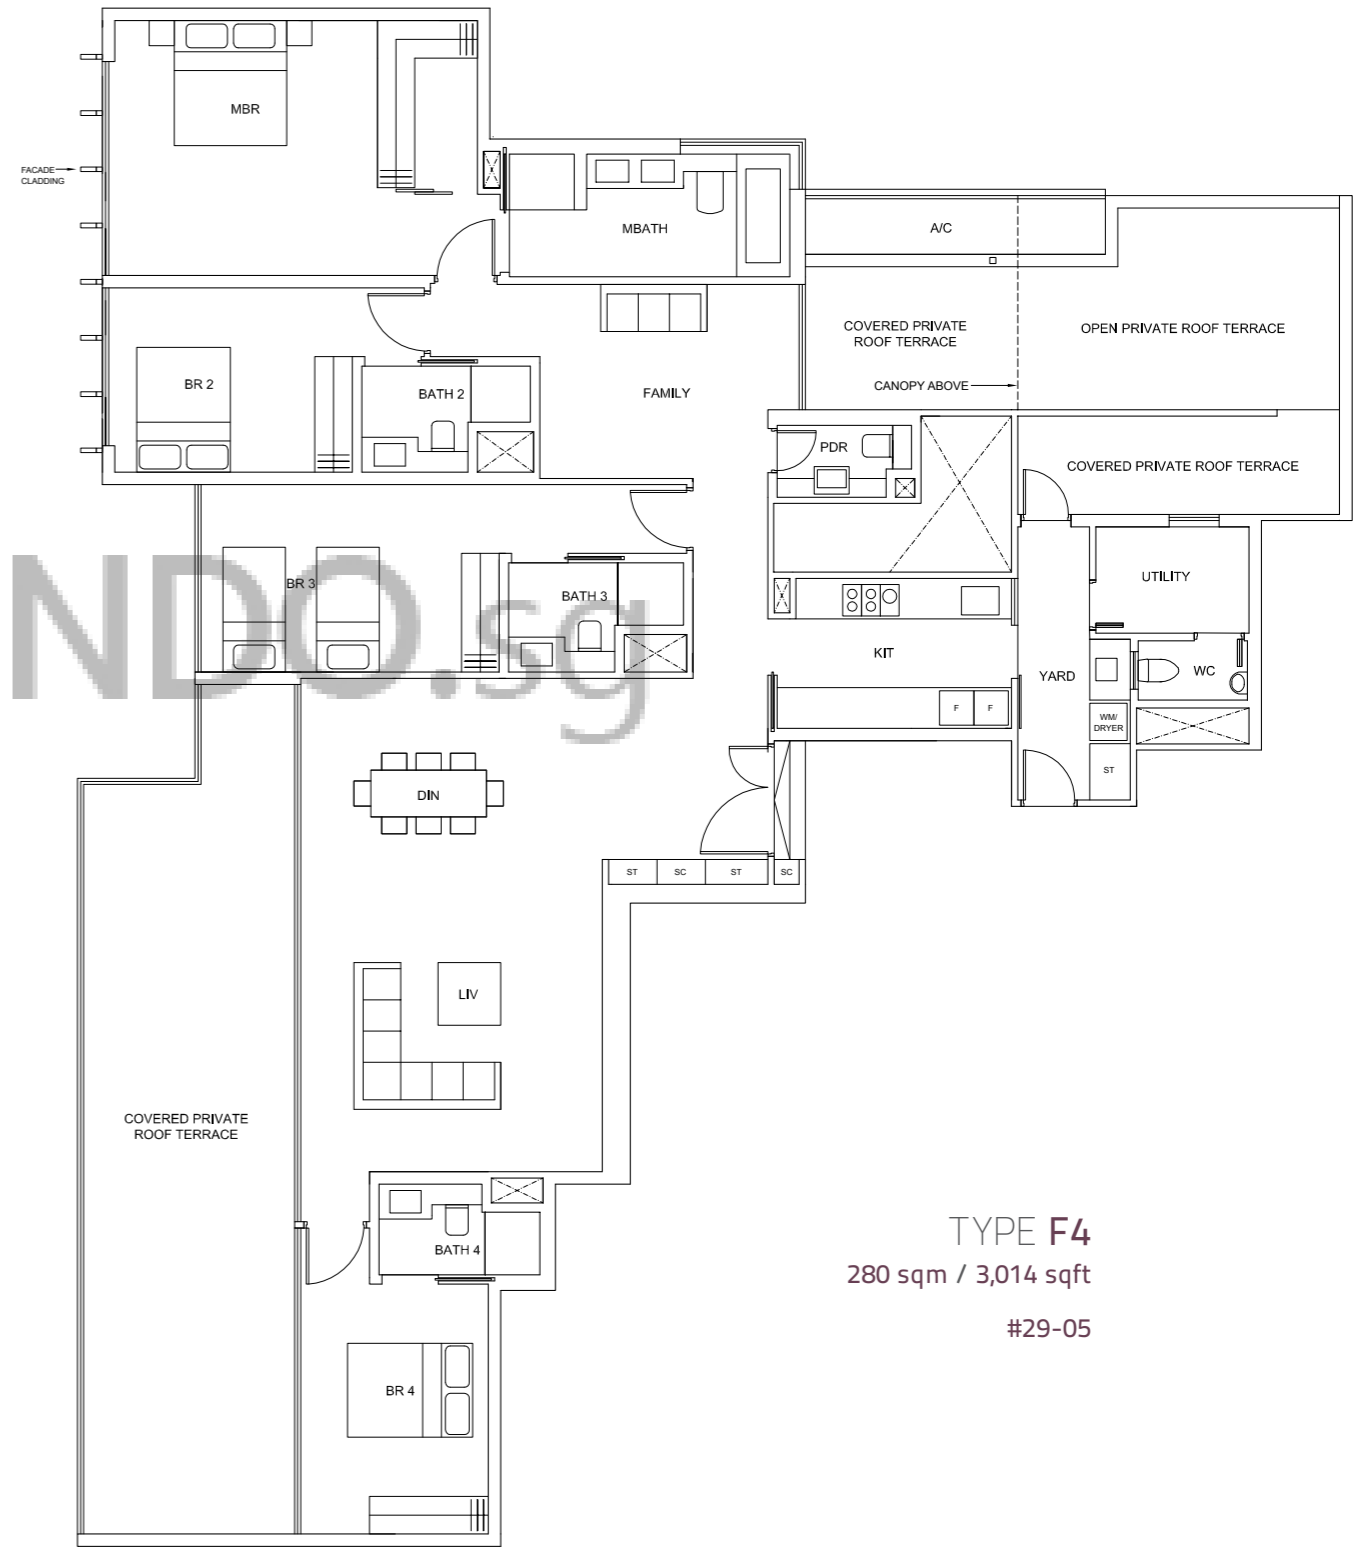 MBR
FACADE
CLADDING
MBATH
A/C
COVERED PRIVATE
ROOF TERRACE
OPEN PRIVATE ROOF TERRACE
CANOPY ABOVE
BR 2
BATH 2
FAMILY
PDR
COVERED PRIVATE ROOF TERRACE
NDO.sg
BR 3
BATH 3
UTILITY
KIT
YARD
WC
F
F
WM/
DRYER
ST
DIN
ST
SC
ST
SC
LIV
COVERED PRIVATE
ROOF TERRACE
BATH 4
BR 4
TYPE F4
280 sqm / 3,014 sqft
#29-05